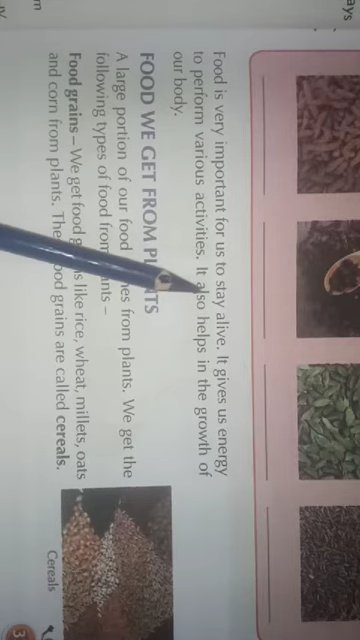 ays
Food is very important for us to stay alive. It gives us energy
to perform various activities. It also helps in the growth of
our body.
FOOD WE GET FROM PLANTS
A large portion of our food from plants. We get the
following types of food from
Food grains – We get food like rice, wheat, millets, oats
and corn from plants. food grains are called cereals.
Cereals
3